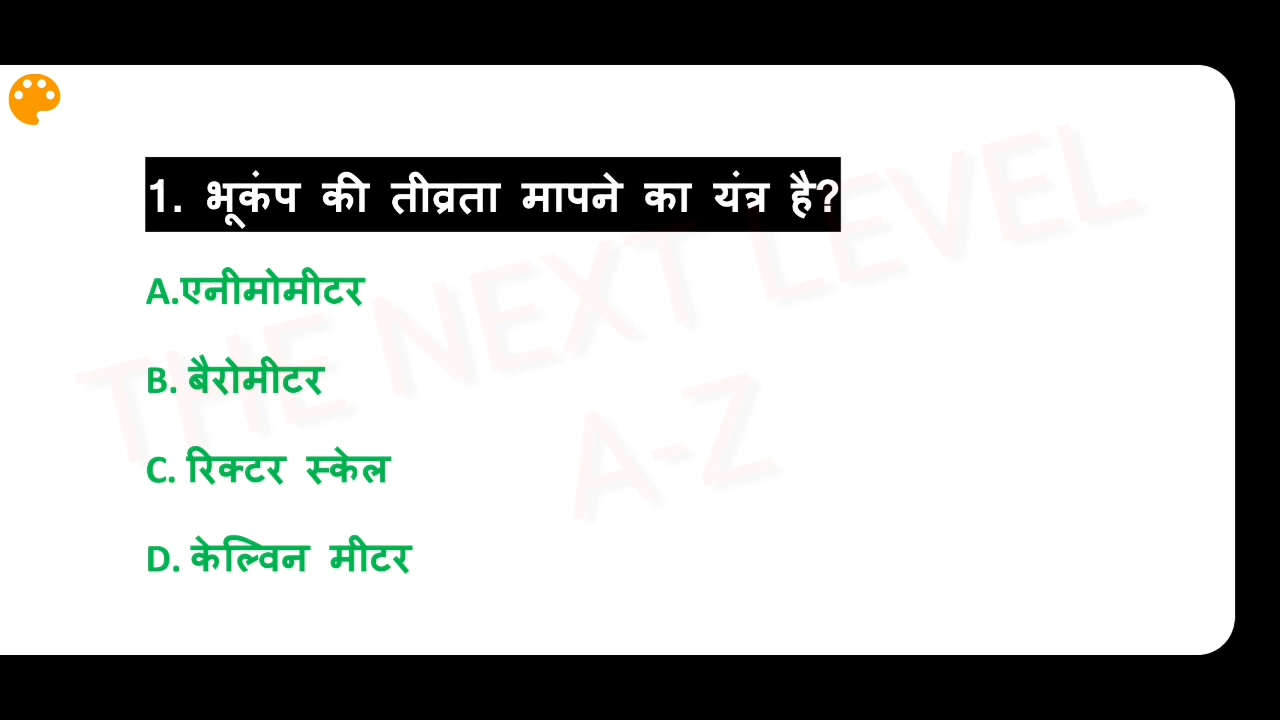 1. भूकंप की तीव्रता मापने का यंत्र है?
A.एनीमोमीटर
B. बैरोमीटर
C. रिक्टर स्केल
D. केल्विन मीटर
THE NEXT LEVEL
A-Z